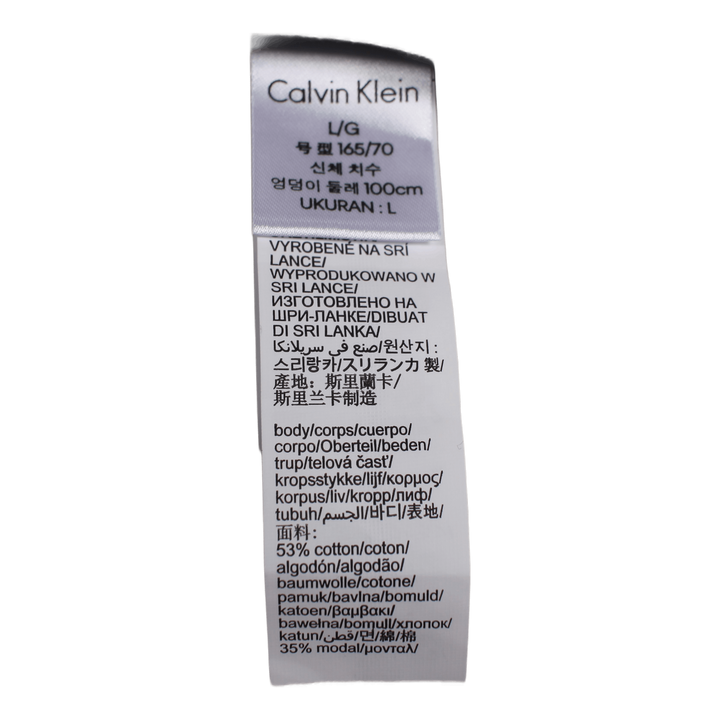 Calvin Klein
L/G
号型 165/70
신체 치수
엉덩이 둘레 100cm
UKURAN : L
VYROBENÉ NA SRÍ
LANCE/
WYPRODUKOWANO W
SRI LANCE/
ИЗГОТОВЛЕНО НА
ШРИ-ЛАНКЕ/DIBUAT
DI SRI LANKA/
صنع في سريلانكا/원산지 :
스리랑카/スリランカ 製/
產地：斯里蘭卡/
斯里兰卡制造
body/corps/cuerpo/
corpo/Oberteil/beden/
trup/telová časť/
kropsstykke/lijf/κορμος/
korpus/liv/kropp/лиф/
tubuh/الجسم/바디/表地/
面料：
53% cotton/coton/
algodón/algodão/
baumwolle/cotone/
pamuk/bavlna/bomuld/
katoen/βαμβακι/
bawełna/bomull/хлопок/
katun/قطن/면/綿/棉
35% modal/μονταλ/